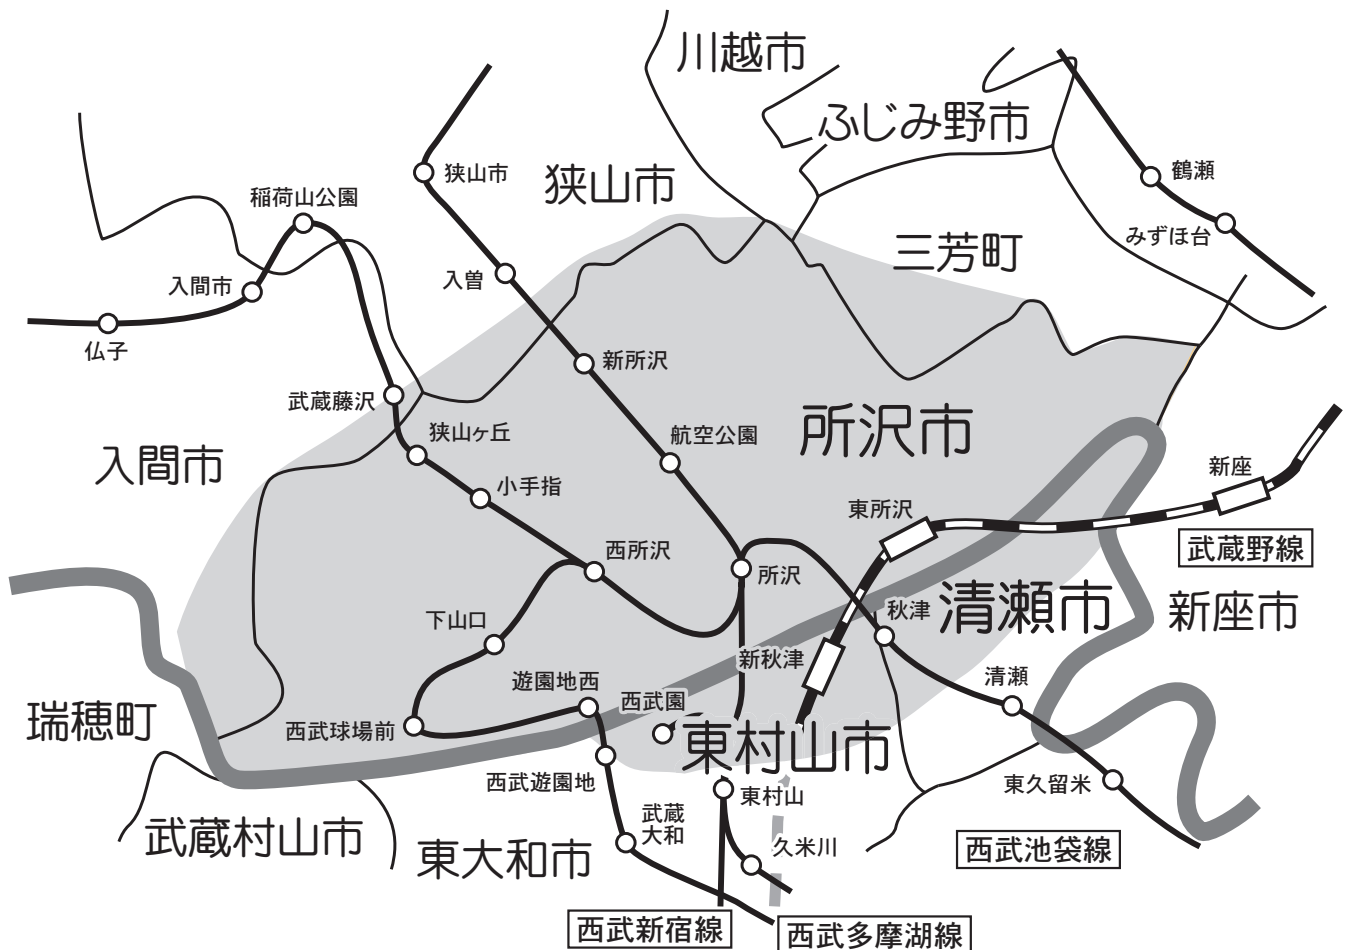 川越市
ふじみ野市
狭山市
狭山市
鶴瀬
稲荷山公園
みずほ台
三芳町
入間市
入曽
仏子
新所沢
武蔵藤沢
狭山ヶ丘
航空公園
所沢市
入間市
小手指
新座
東所沢
武蔵野線
西所沢
所沢
秋津
清瀬市
新座市
下山口
新秋津
清瀬
遊園地西
西武園
瑞穂町
西武球場前
東村山市
西武遊園地
東久留米
東村山
武蔵
大和
武蔵村山市
久米川
東大和市
西武池袋線
西武新宿線
西武多摩湖線